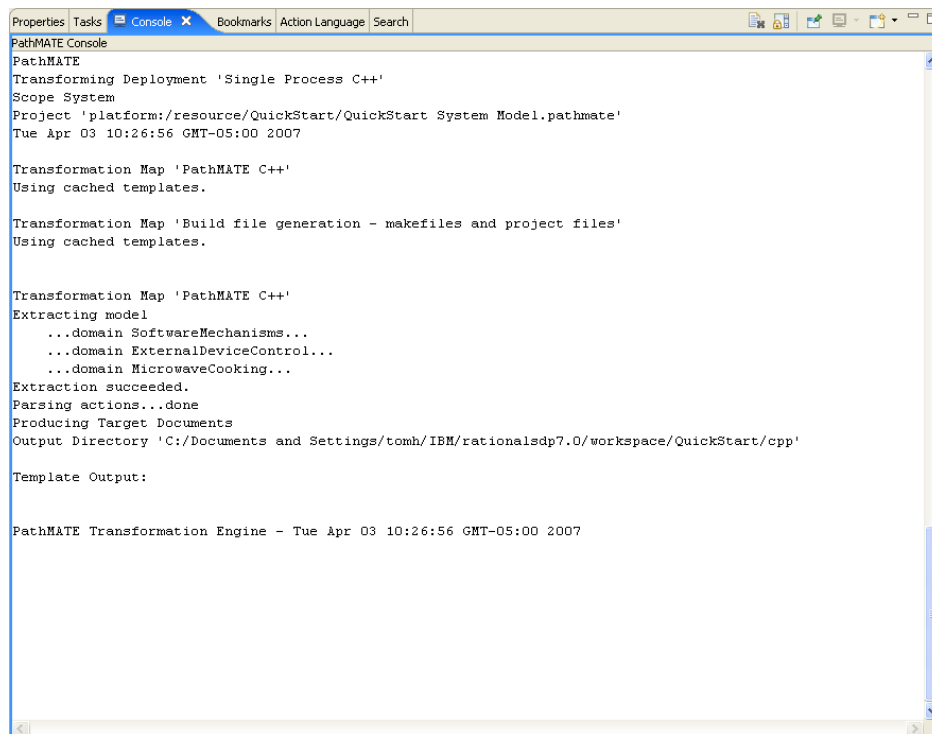 Properties Tasks Console Bookmarks Action Language Search
PathMATE Console
PathMATE
Transforming Deployment 'Single Process C++'
Scope System
Project 'platform:/resource/QuickStart/QuickStart System Model.pathmate'
Tue Apr 03 10:26:56 GMT-05:00 2007
Transformation Map 'PathMATE C++'
Using cached templates.
Transformation Map 'Build file generation - makefiles and project files'
Using cached templates.
Transformation Map 'PathMATE C++'
Extracting model
...domain SoftwareMechanisms...
...domain ExternalDeviceControl...
...domain MicrowaveCooking...
Extraction succeeded.
Parsing actions...done
Producing Target Documents
Output Directory 'C:/Documents and Settings/tomh/IBM/rationalsdp7.0/workspace/QuickStart/cpp'
Template Output:
PathMATE Transformation Engine - Tue Apr 03 10:26:56 GMT-05:00 2007